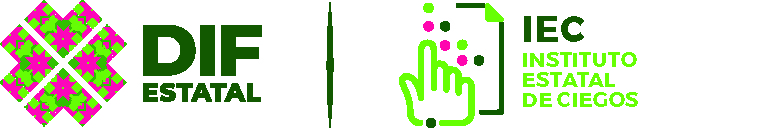 DIF
ESTATAL
IEC
INSTITUTO
ESTATAL
DE CIEGOS